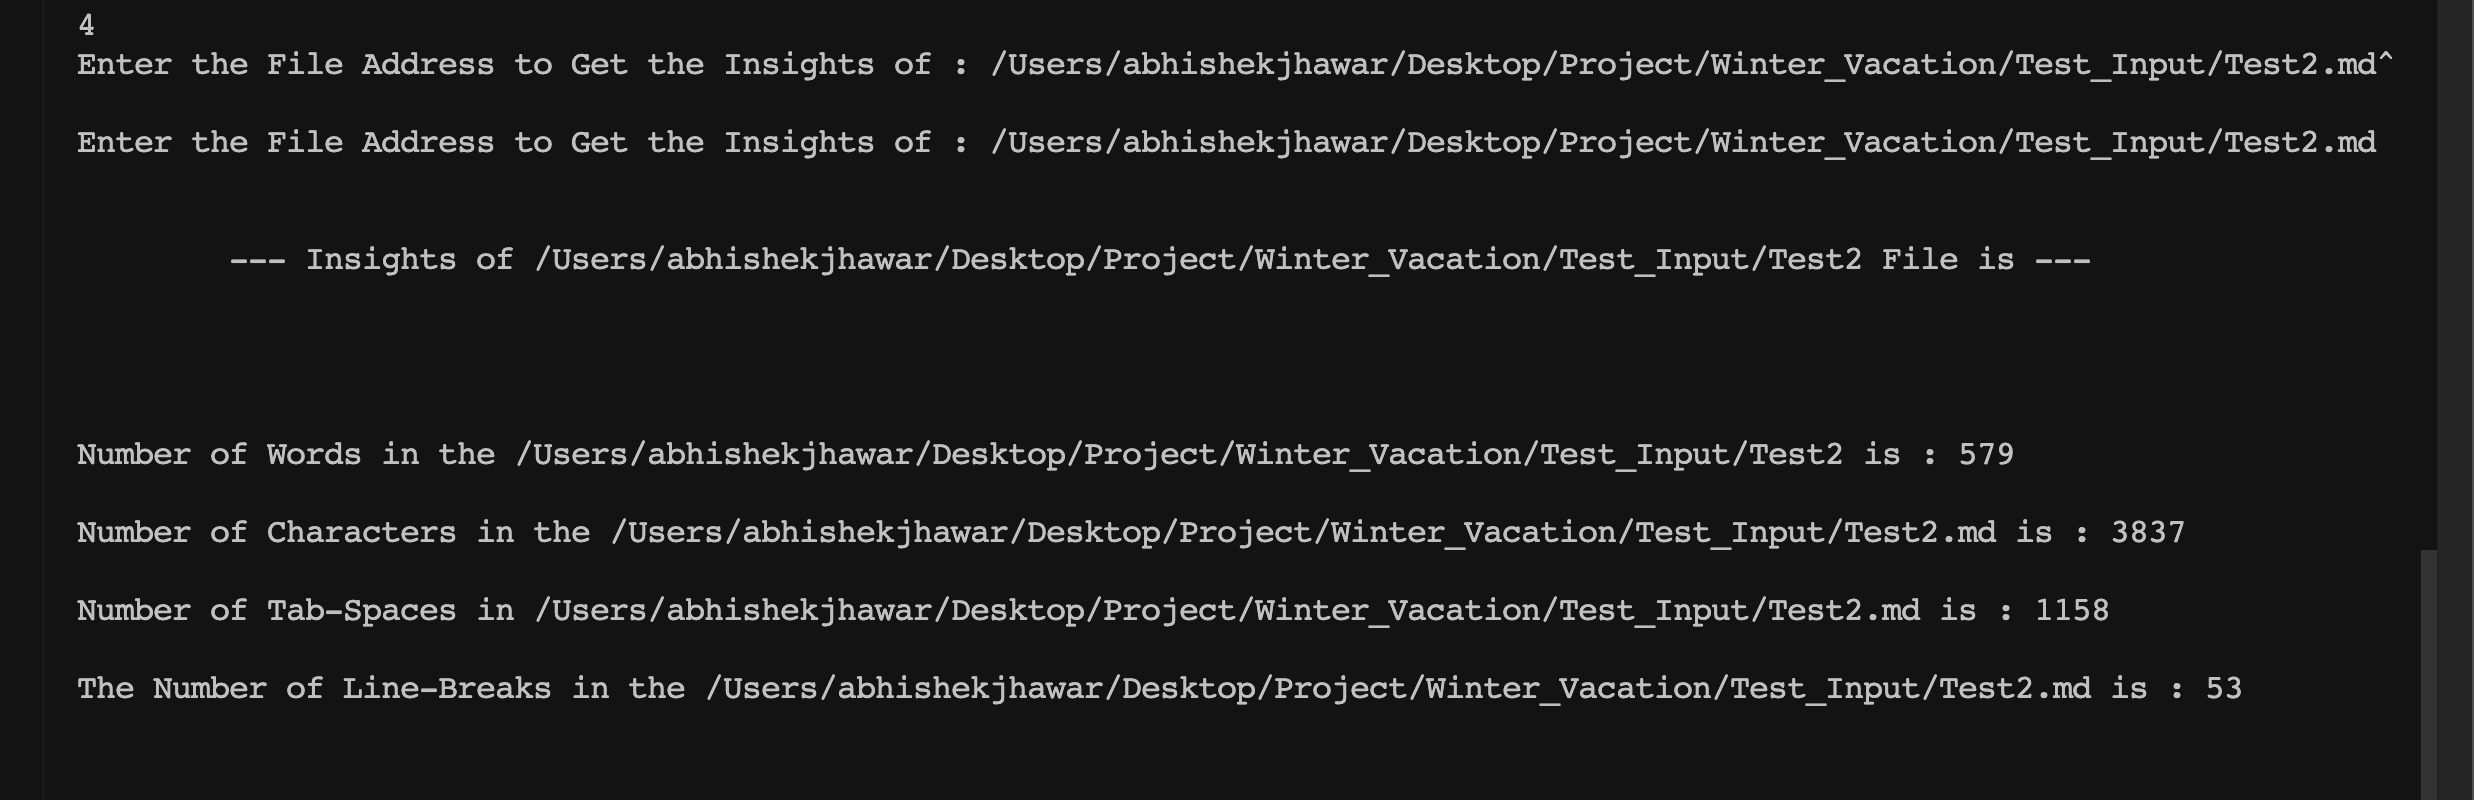 4
Enter the File Address to Get the Insights of : /Users/abhishekjhawar/Desktop/Project/Winter_Vacation/Test_Input/Test2.md^
Enter the File Address to Get the Insights of : /Users/abhishekjhawar/Desktop/Project/Winter_Vacation/Test_Input/Test2.md
--- Insights of /Users/abhishekjhawar/Desktop/Project/Winter_Vacation/Test_Input/Test2 File is ---
Number of Words in the /Users/abhishekjhawar/Desktop/Project/Winter_Vacation/Test_Input/Test2 is : 579
Number of Characters in the /Users/abhishekjhawar/Desktop/Project/Winter_Vacation/Test_Input/Test2.md is : 3837
Number of Tab-Spaces in /Users/abhishekjhawar/Desktop/Project/Winter_Vacation/Test_Input/Test2.md is : 1158
The Number of Line-Breaks in the /Users/abhishekjhawar/Desktop/Project/Winter_Vacation/Test_Input/Test2.md is : 53